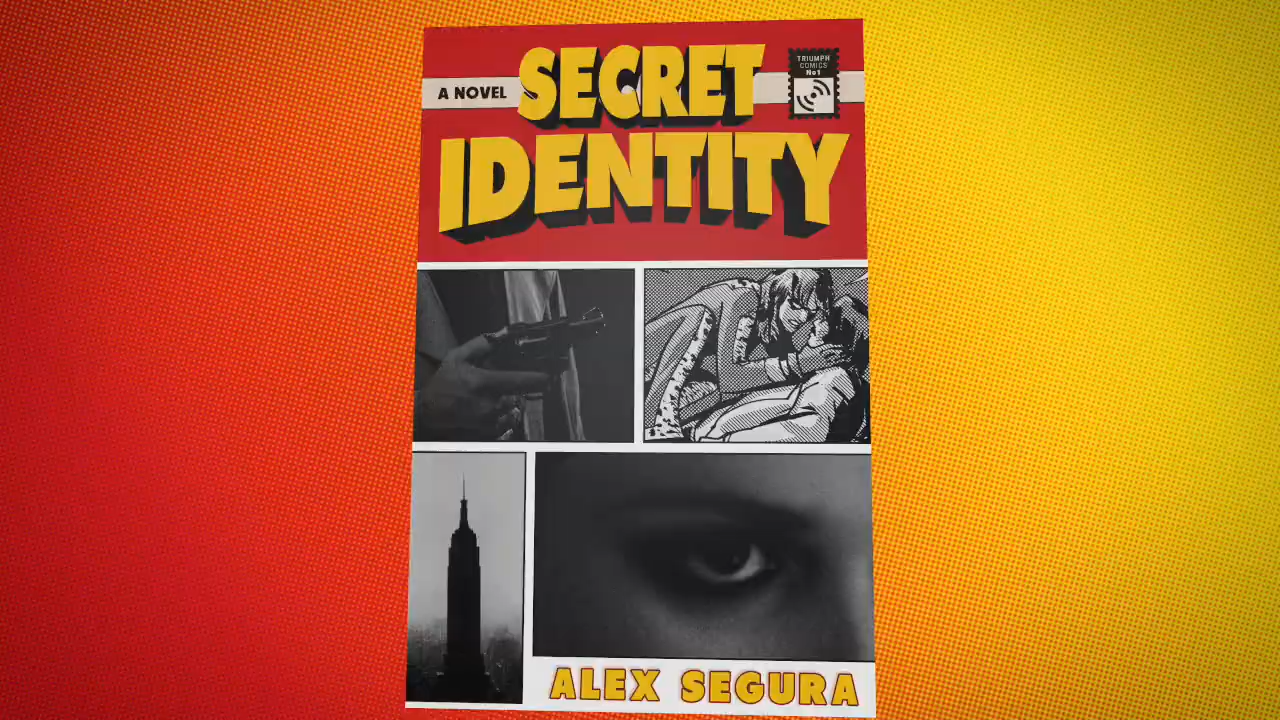 A NOVEL
SECRET
IDENTITY
TRIUMPH
COMICS
No1
ALEX SEGURA